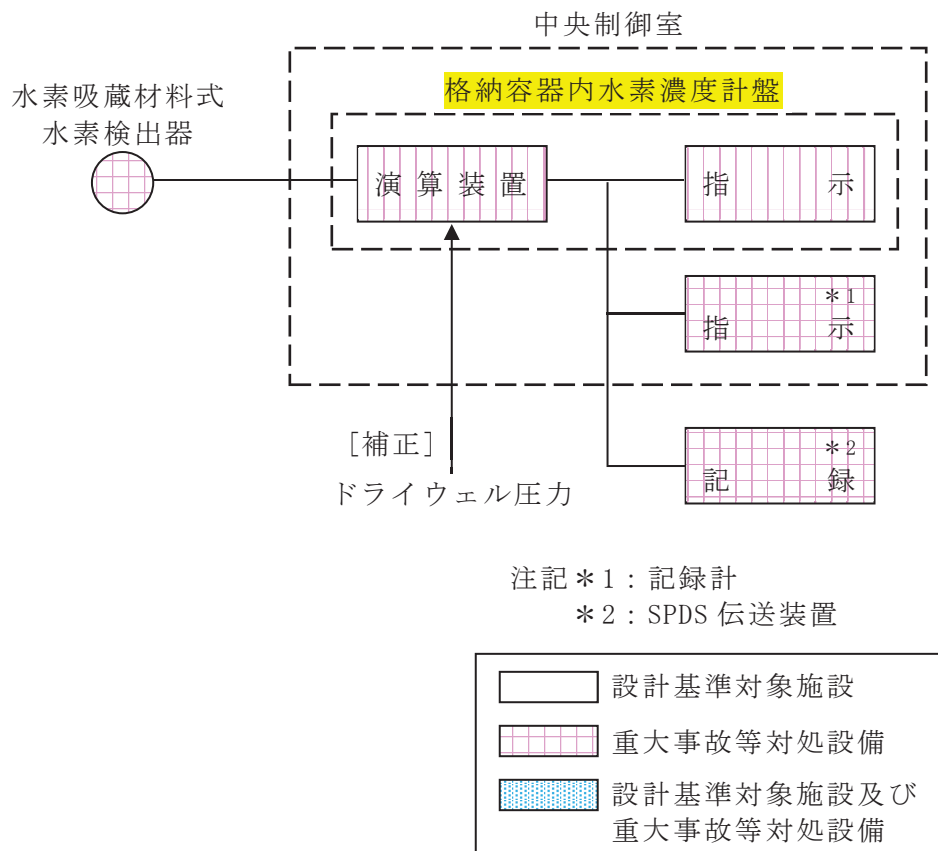 中央制御室
格納容器内水素濃度計盤
水素吸蔵材料式
水素検出器
演算装置
指示
＊1
指示
＊2
記録
[補正]
ドライウェル圧力
注記＊1：記録計
＊2：SPDS 伝送装置
設計基準対象施設
重大事故等対処設備
設計基準対象施設及び
重大事故等対処設備